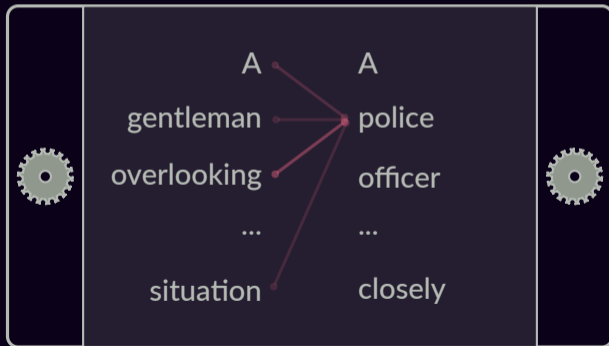 A A
gentleman police
overlooking officer
... ...
situation closely